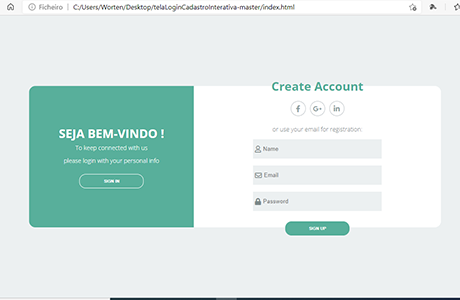 Ficheiro
C:/Users/Worten/Desktop/telaLoginCadastroInterativa-master/index.html
SEJA BEM-VINDO !
To keep connected with us
please login with your personal info
SIGN IN
Create Account
f
G+
in
or use your email for registration:
Name
Email
Password
SIGN UP